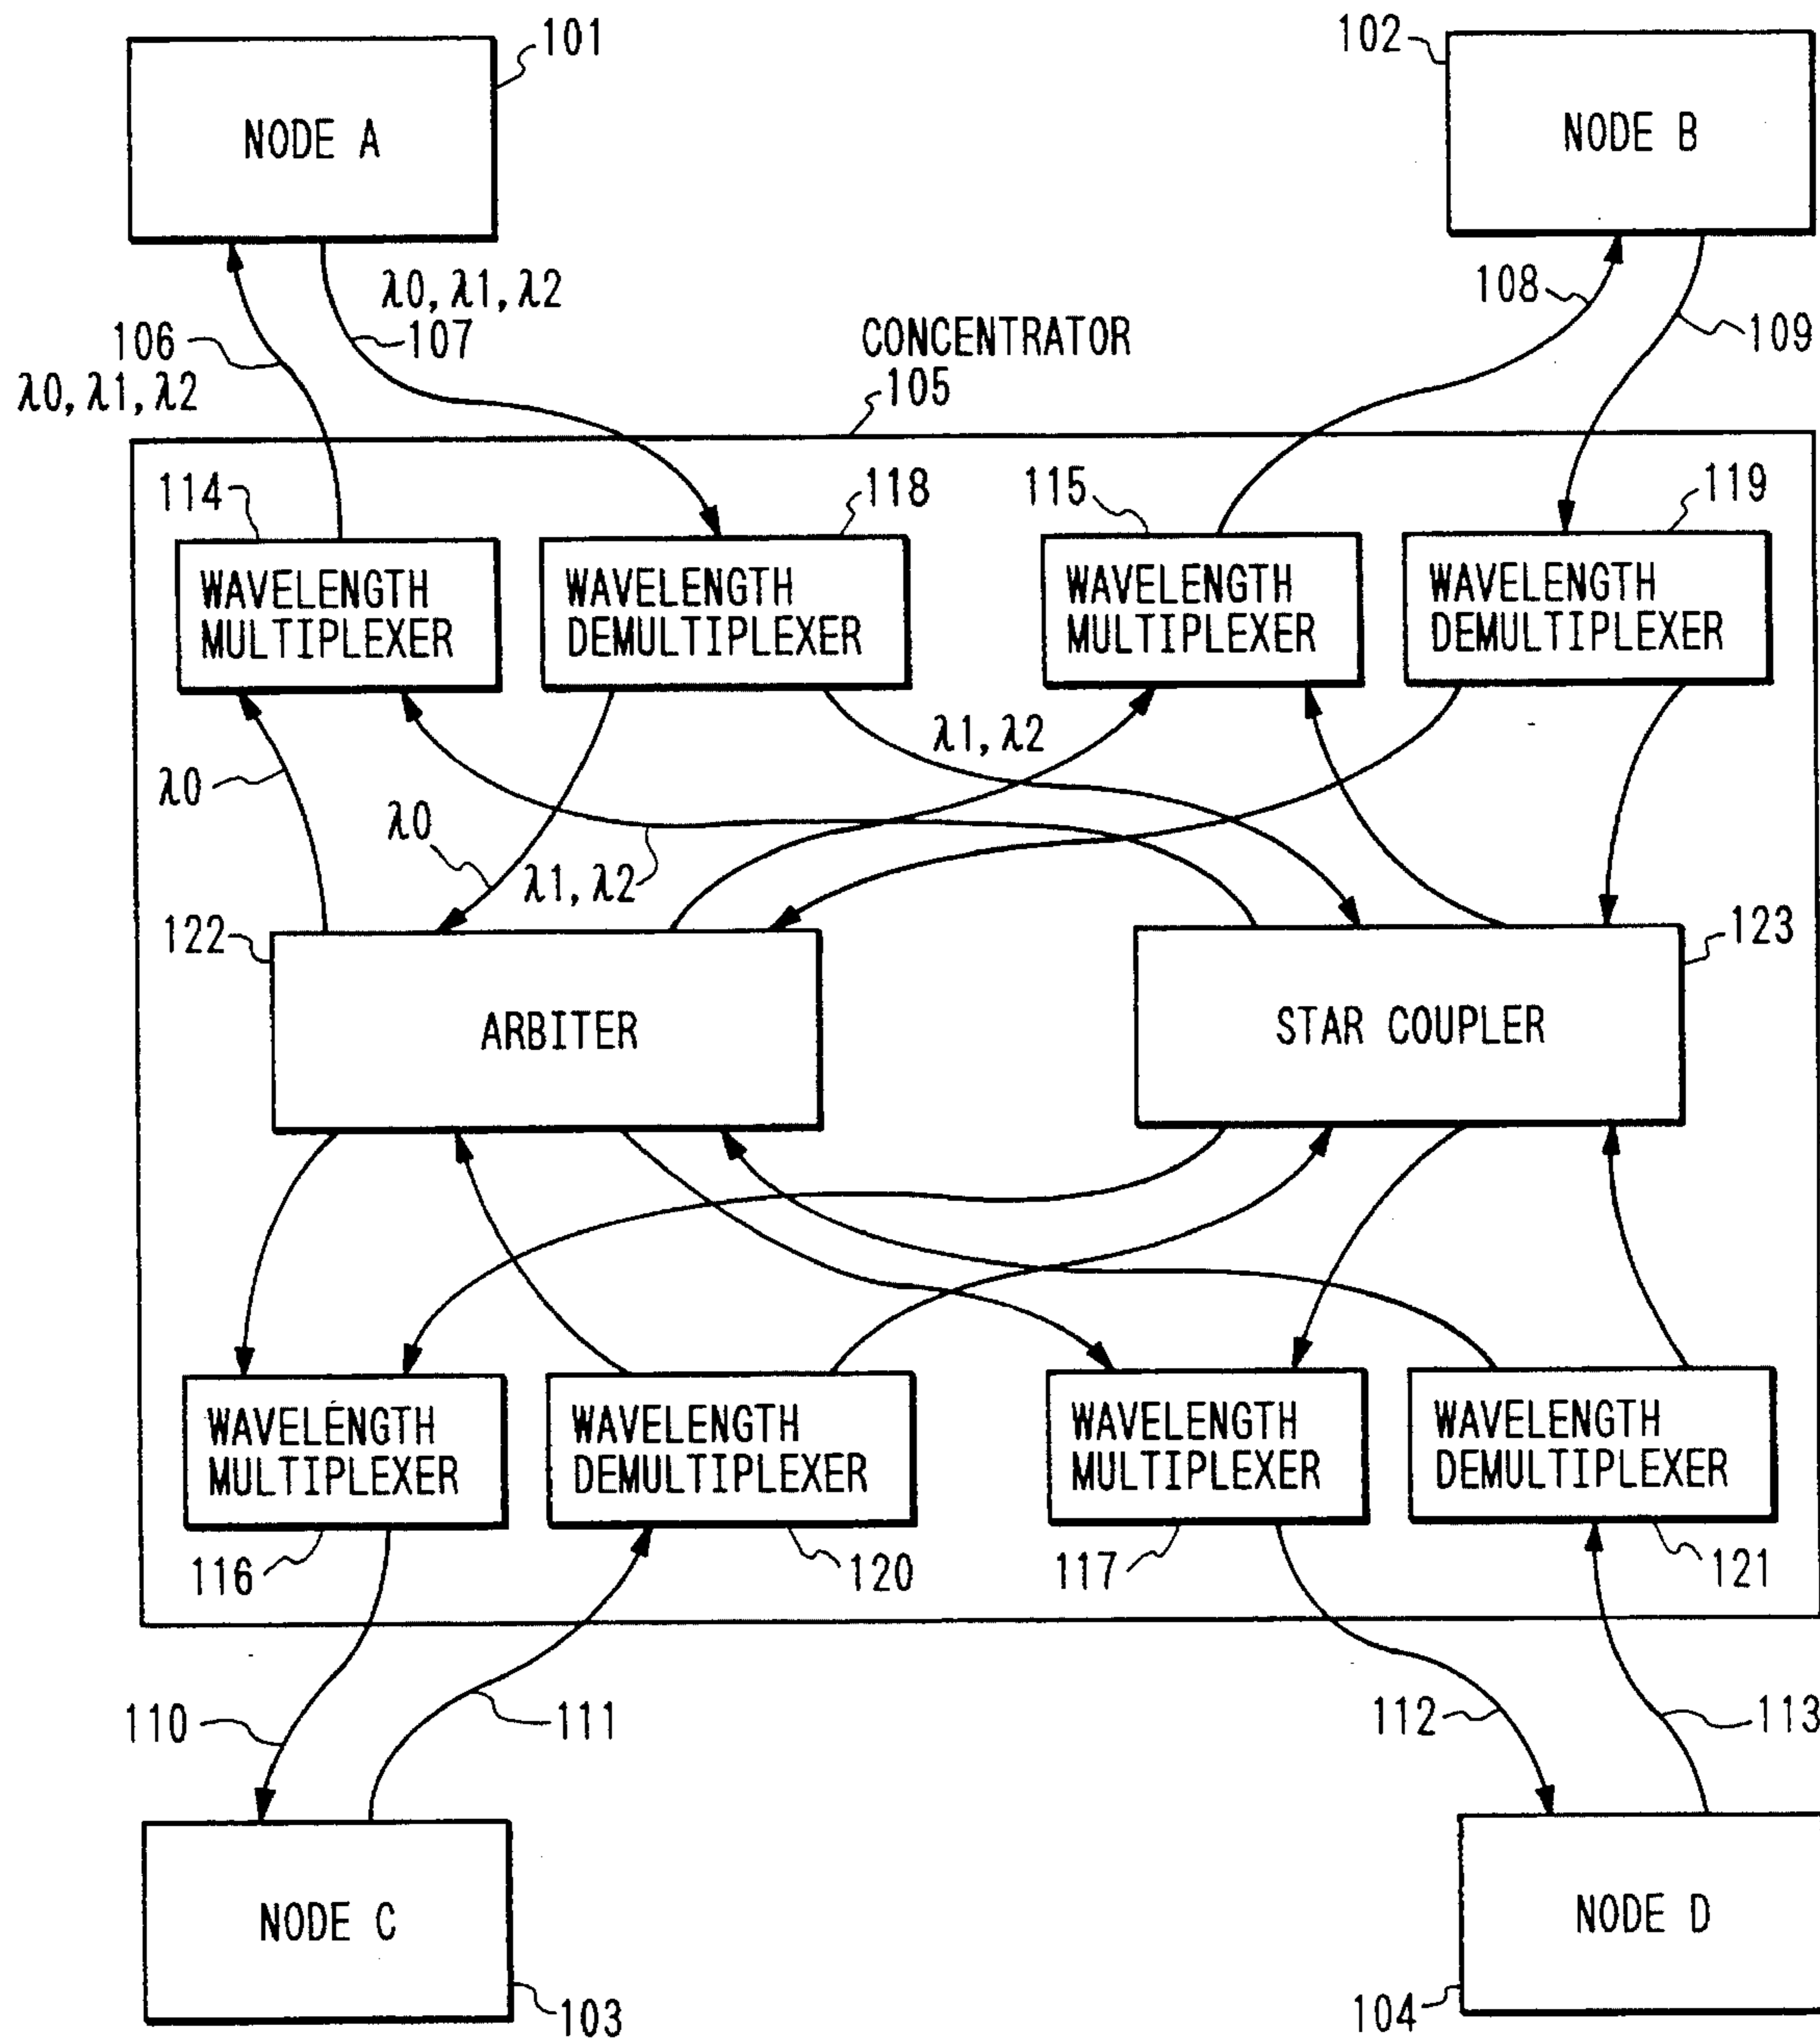 101
NODE A
102
NODE B
λ0, λ1, λ2
107
106
λ0, λ1, λ2
108
109
CONCENTRATOR
105
114
118
115
119
WAVELENGTH
MULTIPLEXER
WAVELENGTH
DEMULTIPLEXER
WAVELENGTH
MULTIPLEXER
WAVELENGTH
DEMULTIPLEXER
λ1, λ2
λ0
λ0
λ1, λ2
122
123
ARBITER
STAR COUPLER
WAVELENGTH
MULTIPLEXER
WAVELENGTH
DEMULTIPLEXER
WAVELENGTH
MULTIPLEXER
WAVELENGTH
DEMULTIPLEXER
116
120
117
121
110
111
112
113
NODE C
103
NODE D
104